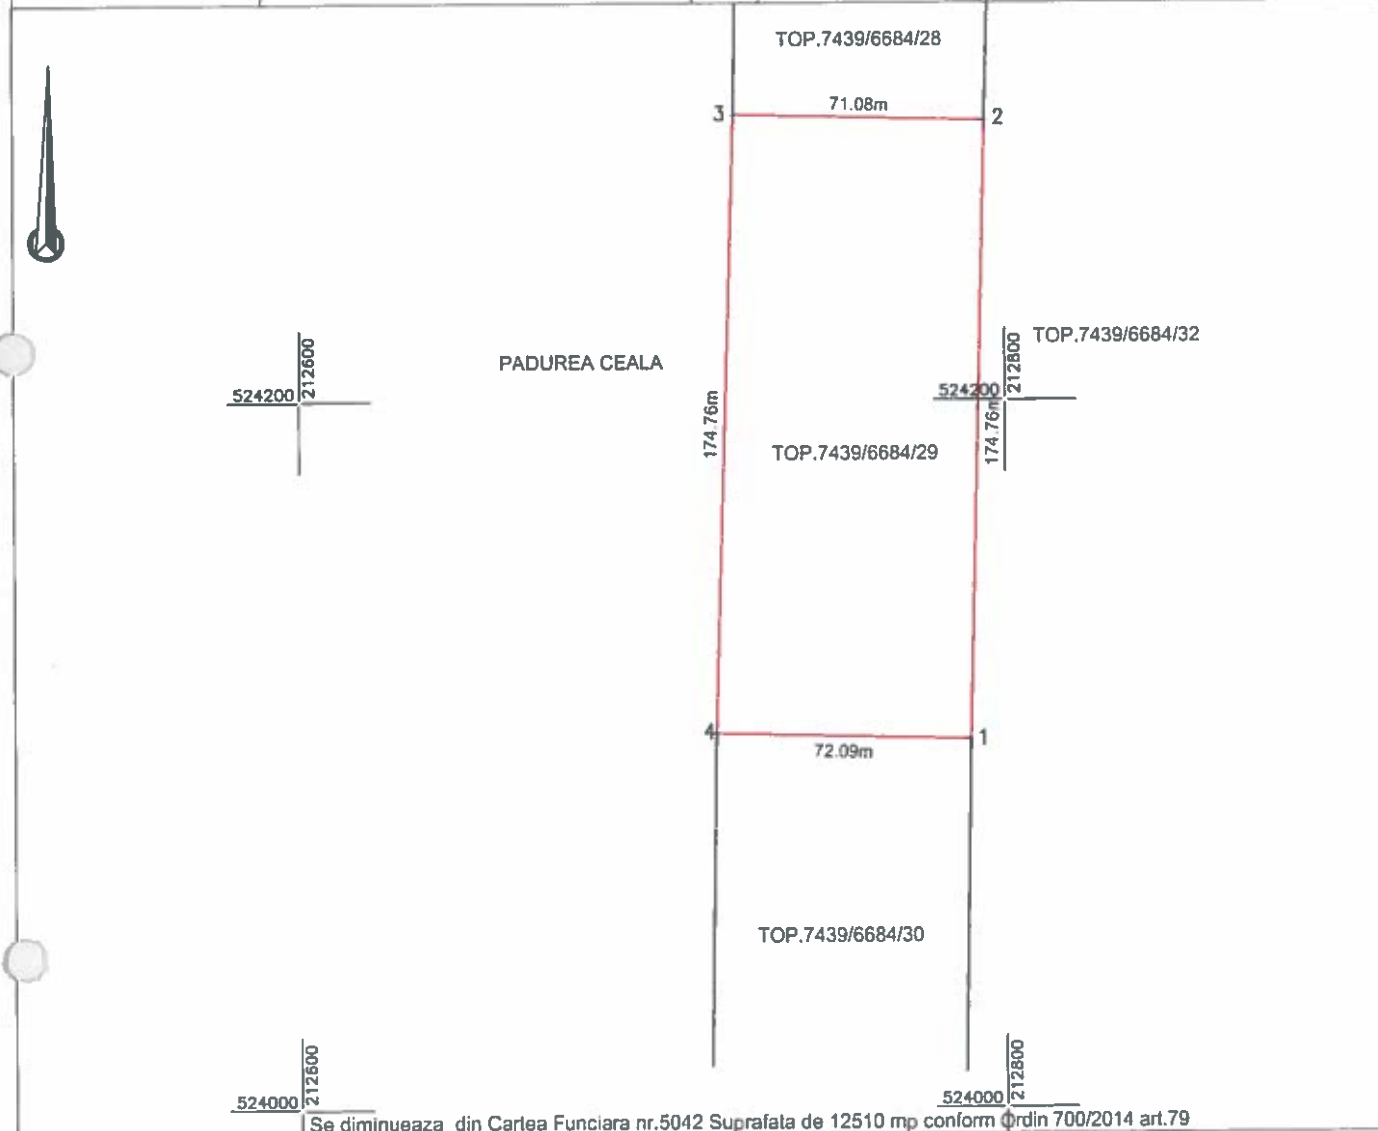 TOP.7439/6684/28
71.08m
3
2
TOP.7439/6684/32
212600
524200
PADUREA CEALA
212800
524200
174.76m
174.76m
TOP.7439/6684/29
4
1
72.09m
TOP.7439/6684/30
212600
524000
212800
524000
Se diminueaza din Cartea Funciara nr.5042 Suprafata de 12510 mp conform Ordin 700/2014 art.79